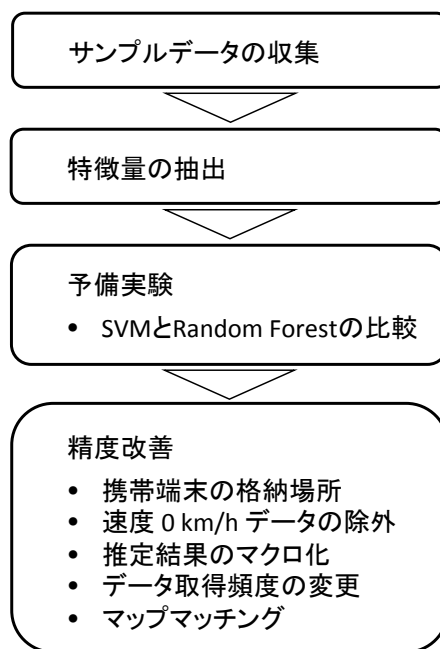 サンプルデータの収集
特徴量の抽出
予備実験
• SVMとRandom Forestの比較
精度改善
• 携帯端末の格納場所
• 速度 0 km/h データの除外
• 推定結果のマクロ化
• データ取得頻度の変更
• マップマッチング